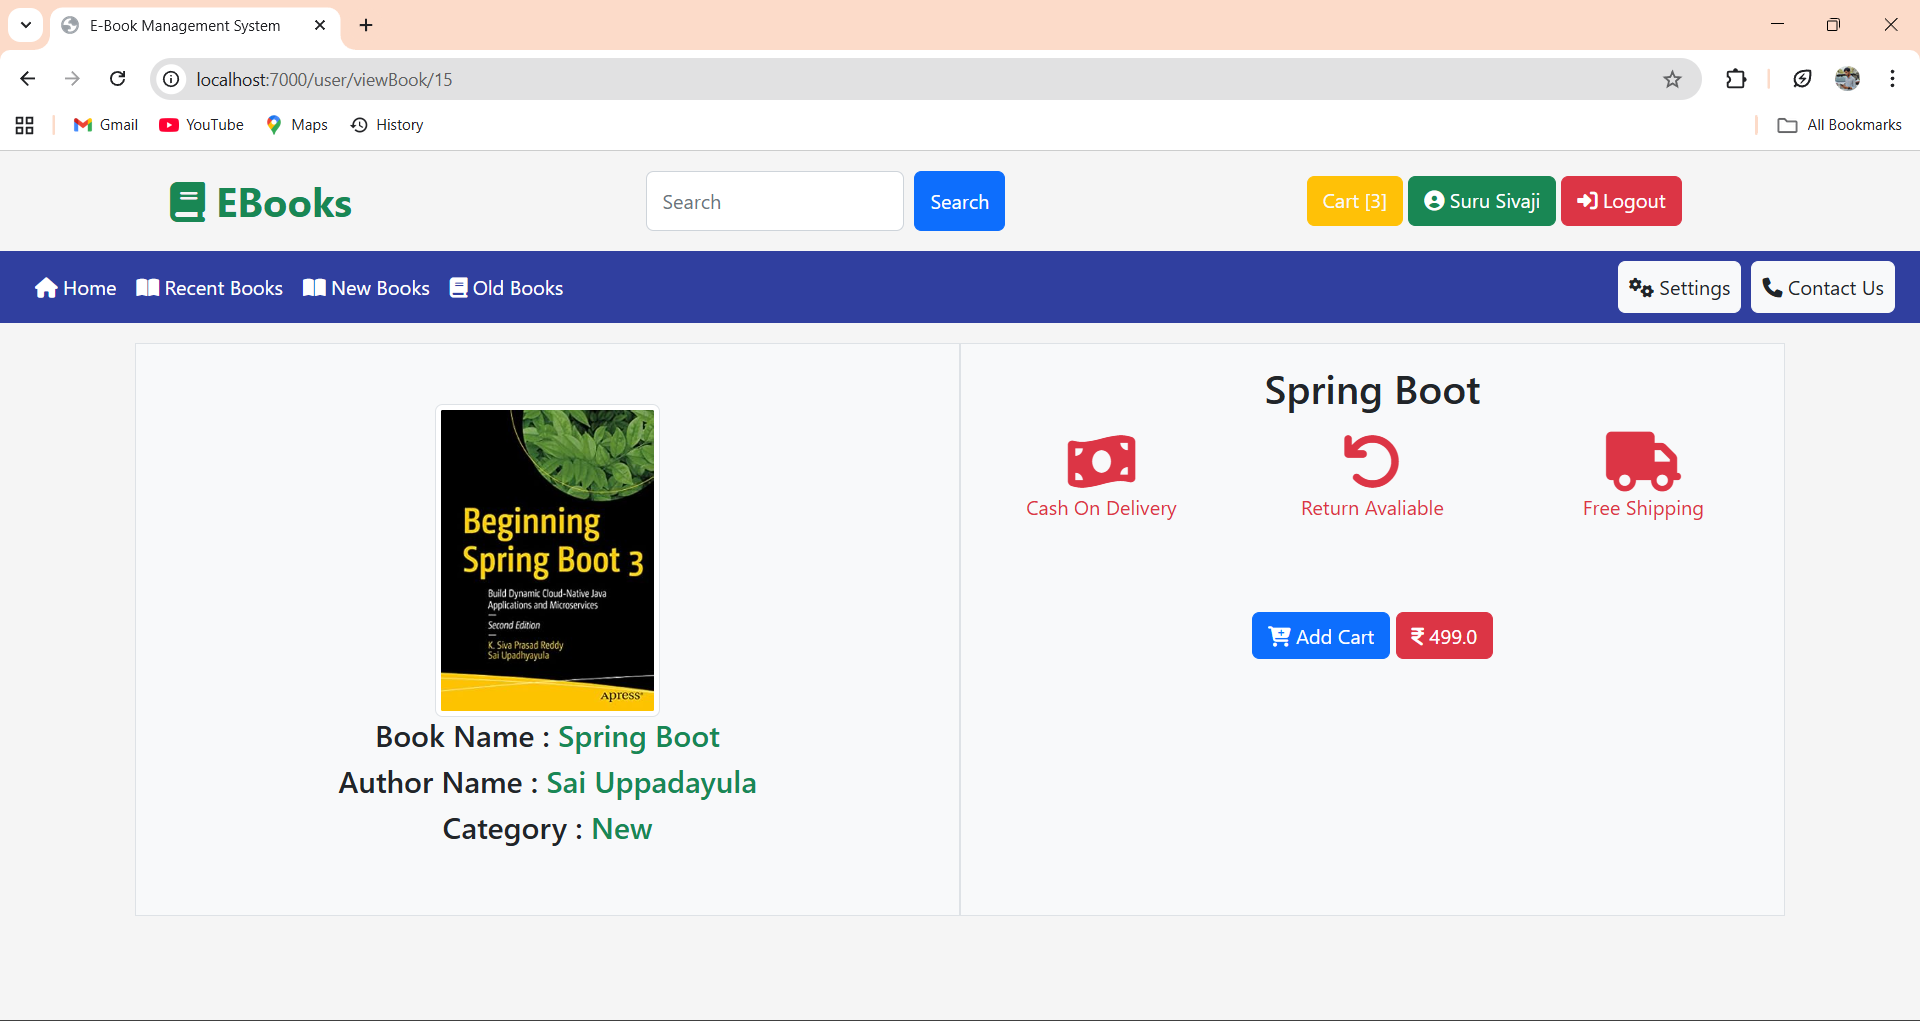 E-Book Management System
localhost:7000/user/viewBook/15
Gmail YouTube Maps History All Bookmarks
EBooks Search Search Cart [3] Suru Sivaji Logout
Home Recent Books New Books Old Books Settings Contact Us
Beginning
Spring Boot 3
Build Dynamic Cloud-Native Java
Applications and Microservices
Second Edition
K. Siva Prasad Reddy
Sai Upadhyayula
Apress®
Book Name : Spring Boot
Author Name : Sai Uppadayula
Category : New
Spring Boot
Cash On Delivery Return Avaliable Free Shipping
Add Cart ₹ 499.0